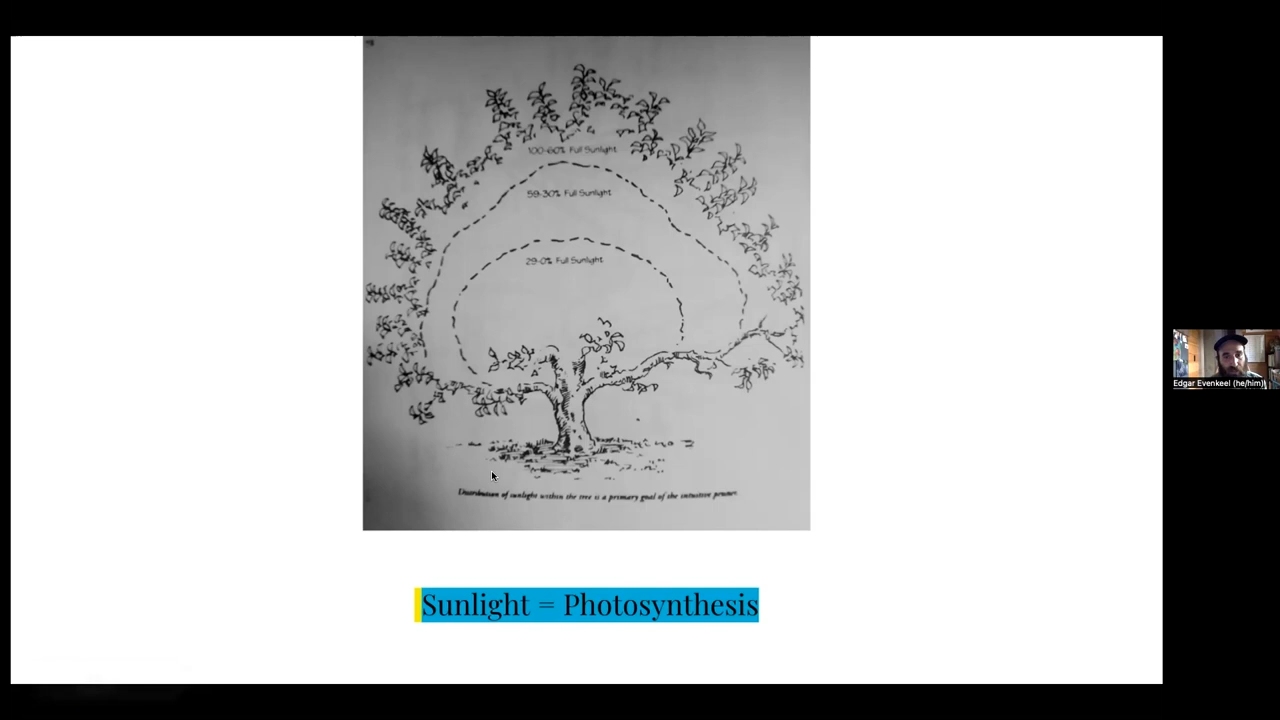 100-60% Full Sunlight
59-30% Full Sunlight
29-0% Full Sunlight
Distribution of sunlight within the tree is a primary goal of the intuitive pruner.
Edgar Evenkeel (he/him)
Sunlight = Photosynthesis